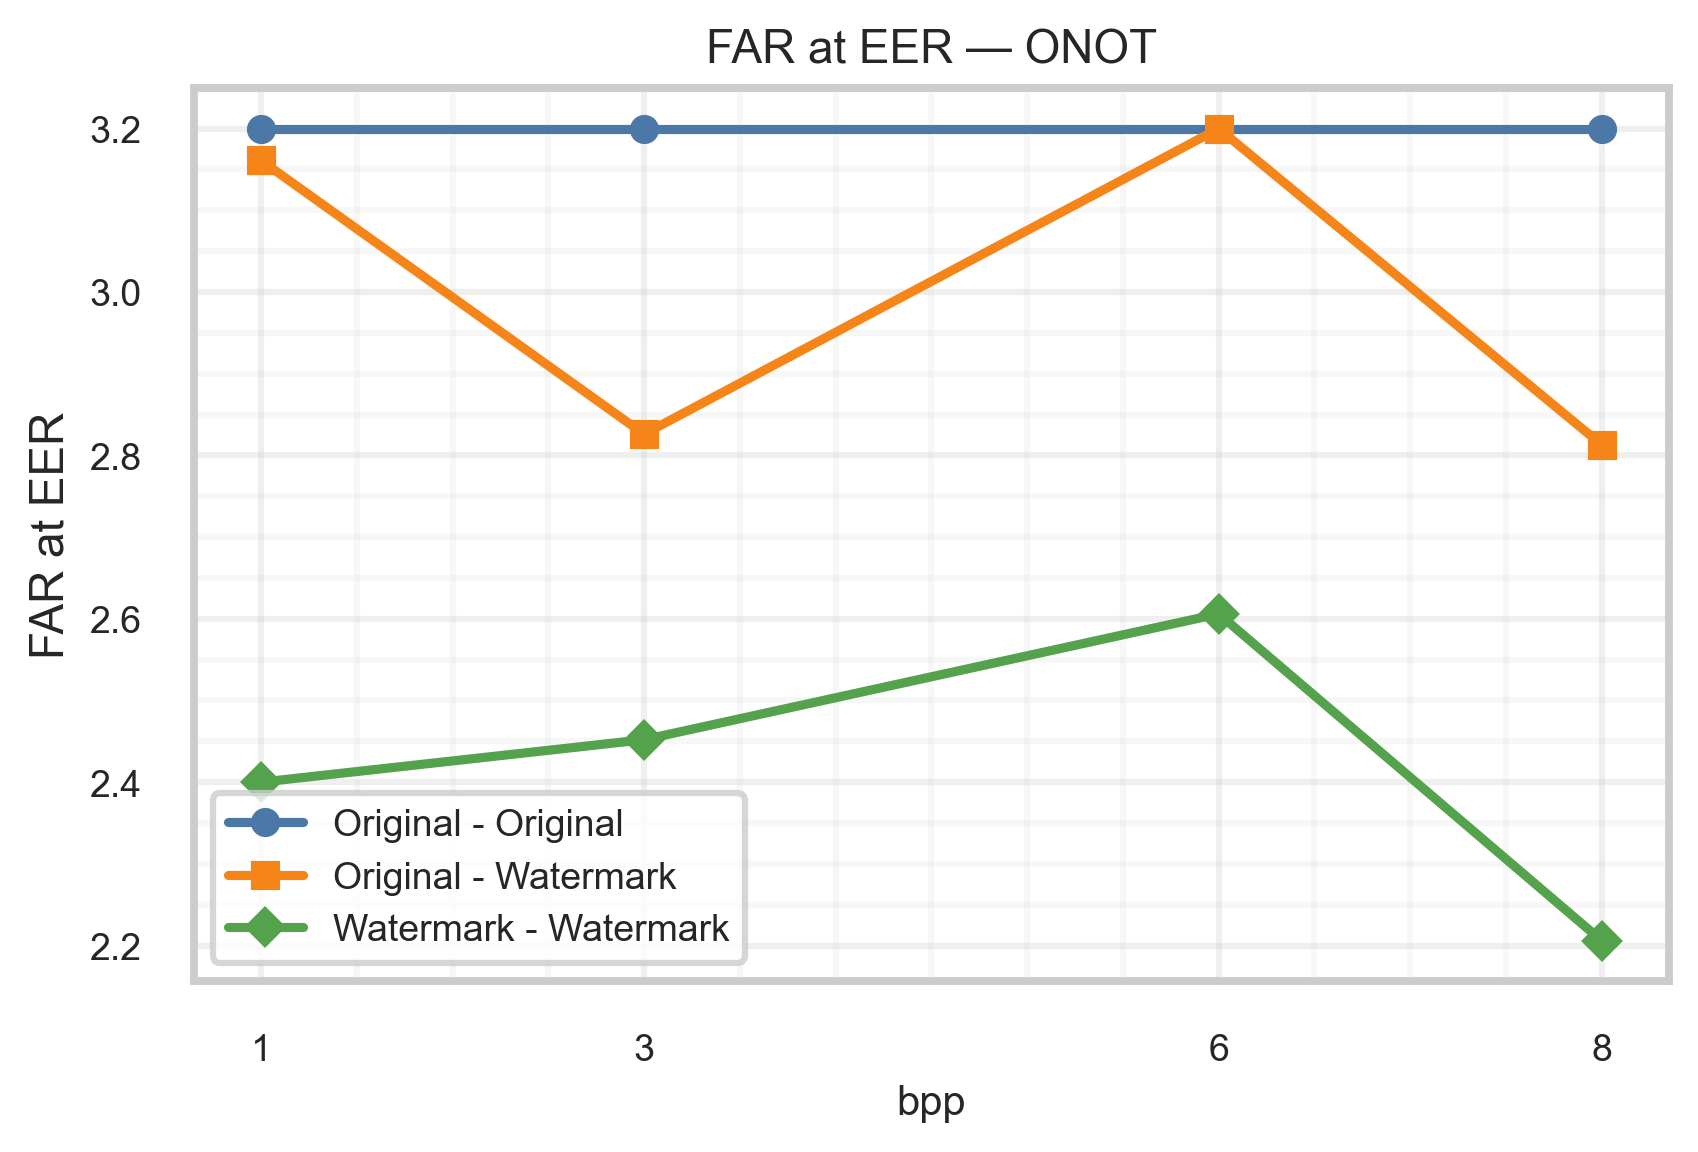 FAR at EER — ONOT
FAR at EER
3.2
3.0
2.8
2.6
2.4
2.2
Original - Original
Original - Watermark
Watermark - Watermark
1 3 6 8
bpp